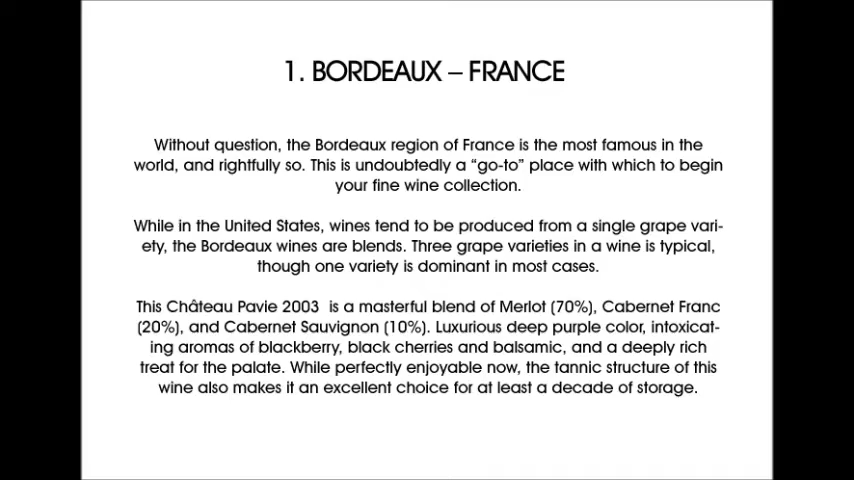 1. BORDEAUX – FRANCE
Without question, the Bordeaux region of France is the most famous in the
world, and rightfully so. This is undoubtedly a “go-to” place with which to begin
your fine wine collection.
While in the United States, wines tend to be produced from a single grape vari-
ety, the Bordeaux wines are blends. Three grape varieties in a wine is typical,
though one variety is dominant in most cases.
This Château Pavie 2003 is a masterful blend of Merlot (70%), Cabernet Franc
(20%), and Cabernet Sauvignon (10%). Luxurious deep purple color, intoxicat-
ing aromas of blackberry, black cherries and balsamic, and a deeply rich
treat for the palate. While perfectly enjoyable now, the tannic structure of this
wine also makes it an excellent choice for at least a decade of storage.